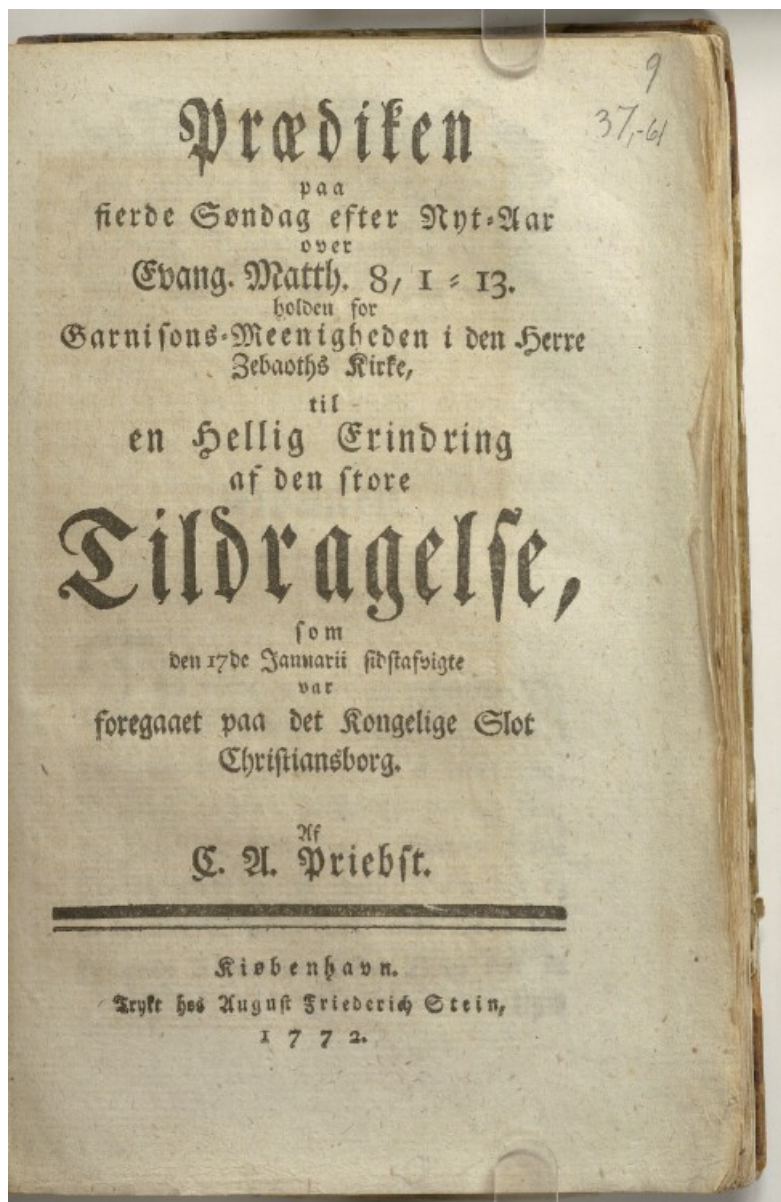 9
37,-61
Prædiken
paa
fierde Søndag efter Nyt-Aar
over
Evang. Matth. 8, 1-13.
holden for
Garnisons-Meenigheden i den Herre
Zebaoths Kirke,
til
en Hellig Erindring
af den store
Tildragelse,
som
den 17de Januarii sidstafvigte
var
foregaaet paa det Kongelige Slot
Christiansborg.
Af
C. A. Priebst.
Kiøbenhavn.
Trykt hos August Friederich Stein,
1772.